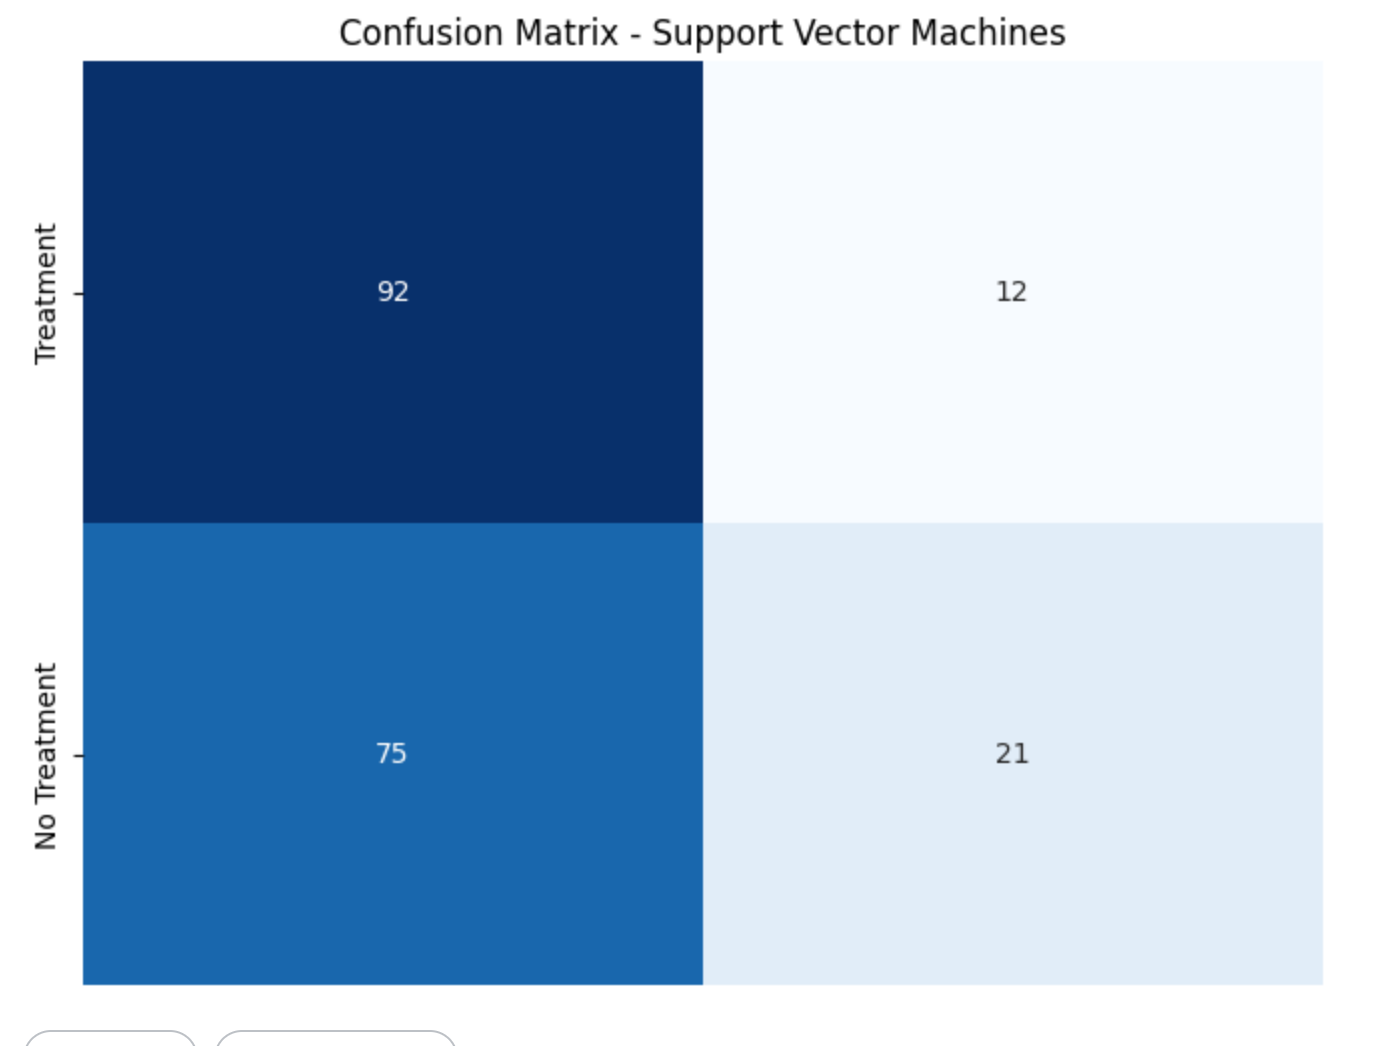 Confusion Matrix - Support Vector Machines
Treatment
92
12
No Treatment
75
21